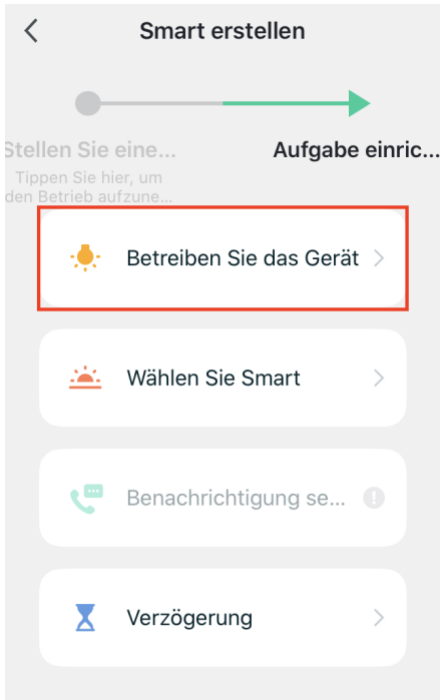 Smart erstellen
Stellen Sie eine...
Aufgabe einric...
Tippen Sie hier, um
den Betrieb aufzune...
Betreiben Sie das Gerät
Wählen Sie Smart
Benachrichtigung se...
Verzögerung